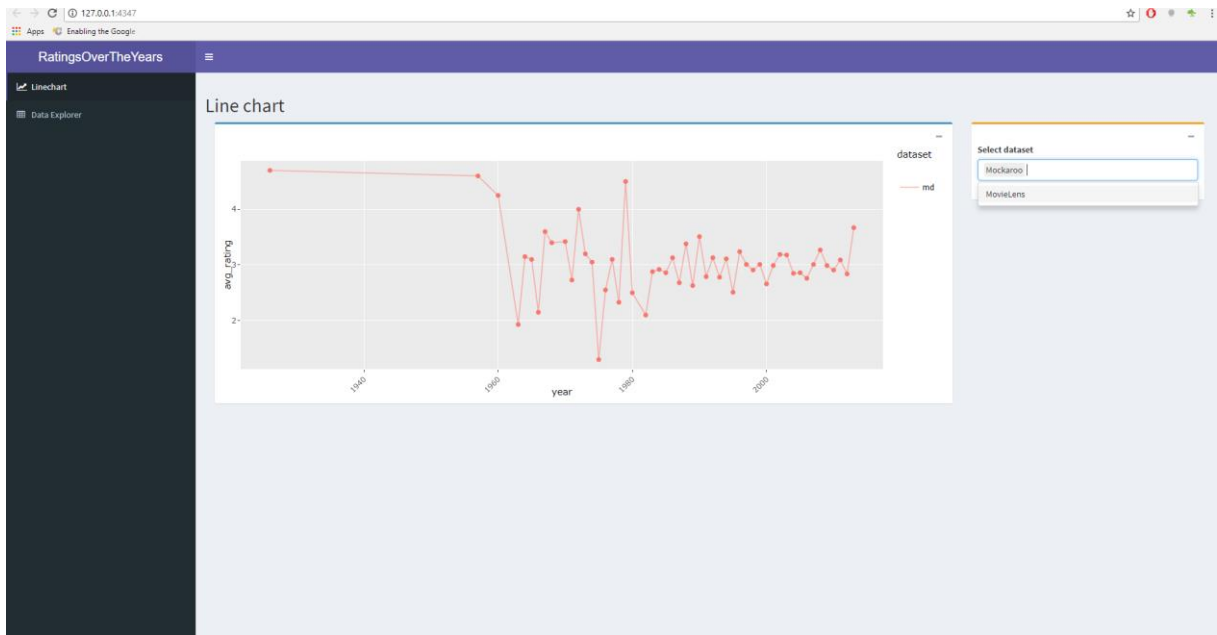 127.0.0.1:4347
Apps Enabling the Google
RatingsOverTheYears
Linechart
Data Explorer
Line chart
dataset
md
avg_rating
4
3
2
1940 1960 1980 2000
year
Select dataset
Mockaroo
MovieLens